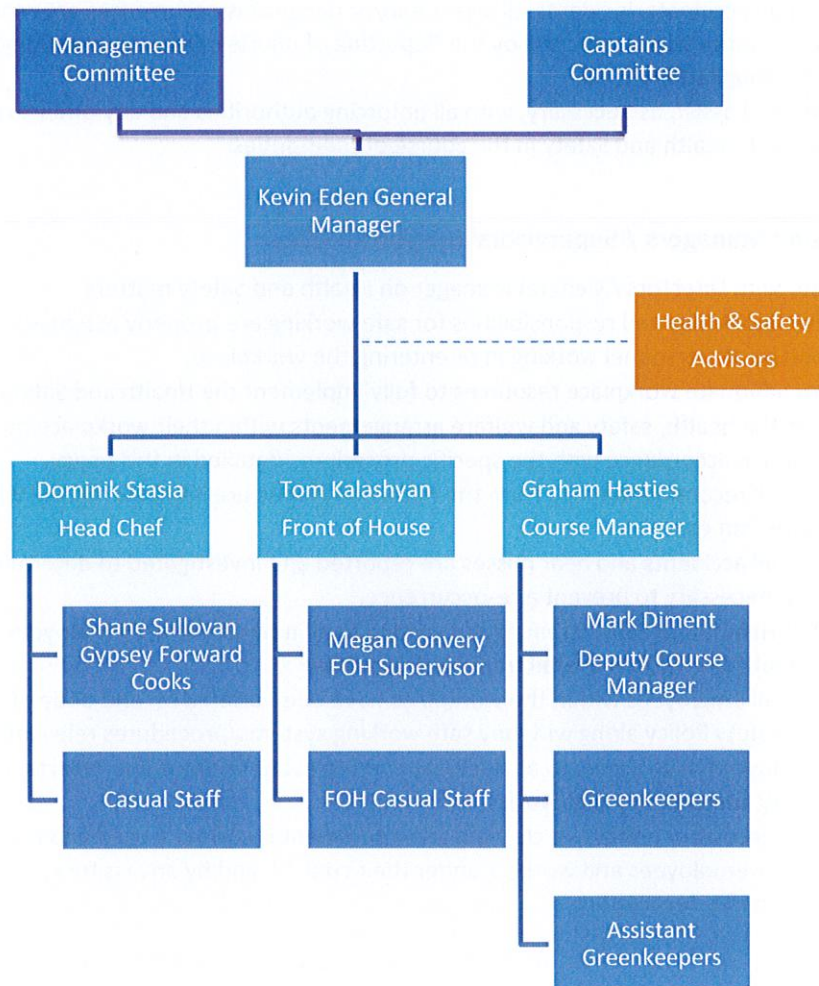 Management
Committee
Captains
Committee
Kevin Eden General
Manager
Health & Safety
Advisors
Dominik Stasia
Head Chef
Tom Kalashyan
Front of House
Graham Hasties
Course Manager
Shane Sullovan
Gypsey Forward
Cooks
Megan Convery
FOH Supervisor
Mark Diment
Deputy Course
Manager
Casual Staff
FOH Casual Staff
Greenkeepers
Assistant
Greenkeepers